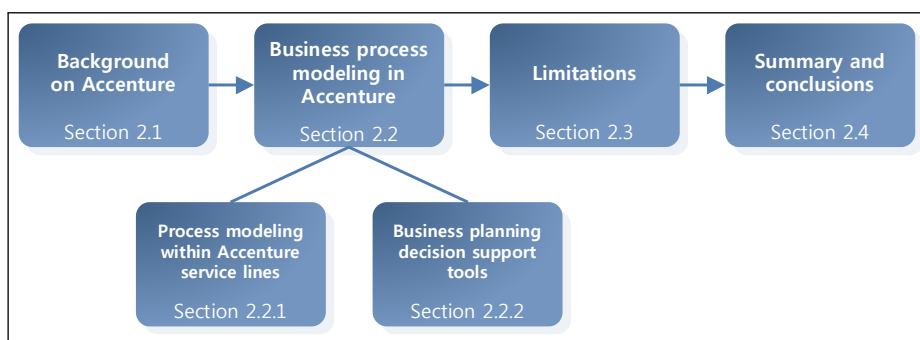 Background
on Accenture
Section 2.1
Business process
modeling in
Accenture
Section 2.2
Limitations
Section 2.3
Summary and
conclusions
Section 2.4
Process modeling
within Accenture
service lines
Section 2.2.1
Business planning
decision support
tools
Section 2.2.2